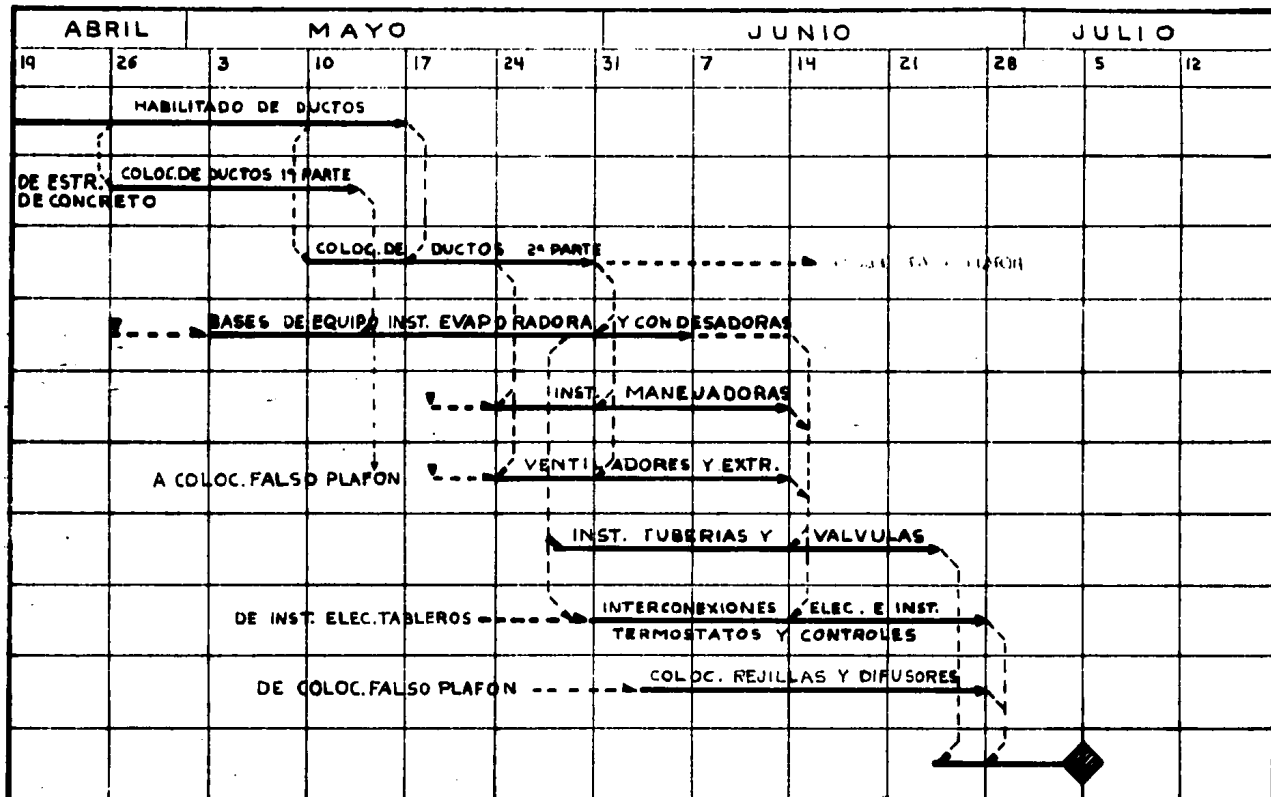 ABRIL MAYO JUNIO JULIO
19 26 3 10 17 24 31 7 14 21 28 5 12
HABILITADO DE DUCTOS
COLOC. DE DUCTOS 1ª PARTE
DE ESTR.
DE CONCRETO
COLOC. DE DUCTOS 2ª PARTE
BASES DE EQUIPO INST. EVAPORADORA Y CONDESADORAS
INST. MANEJADORAS
VENTILADORES Y EXTR.
A COLOC. FALSO PLAFON
INST. TUBERIAS Y VALVULAS
INTERCONEXIONES ELEC. E INST.
DE INST. ELEC. TABLEROS
TERMOSTATOS Y CONTROLES
COLOC. REJILLAS Y DIFUSORES
DE COLOC. FALSO PLAFON